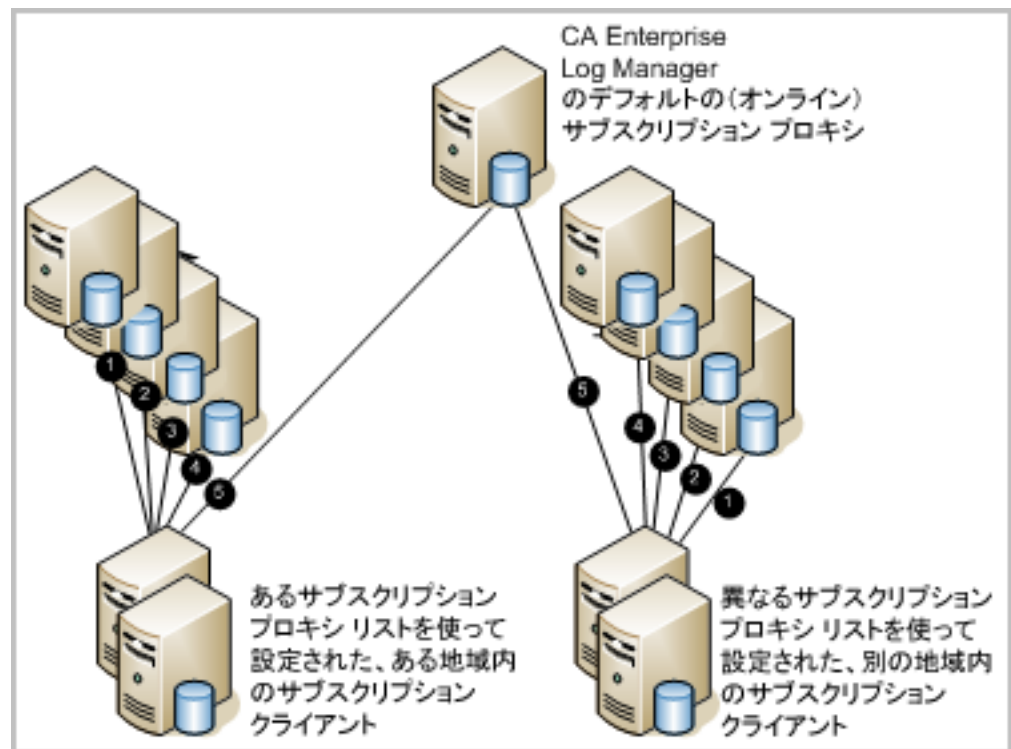 CA Enterprise
Log Manager
のデフォルトの(オンライン)
サブスクリプション プロキシ
1
2
3
4
5
5
4
3
2
1
あるサブスクリプション
プロキシ リストを使って
設定された、ある地域内
のサブスクリプション
クライアント
異なるサブスクリプション
プロキシ リストを使って
設定された、別の地域内
のサブスクリプション
クライアント